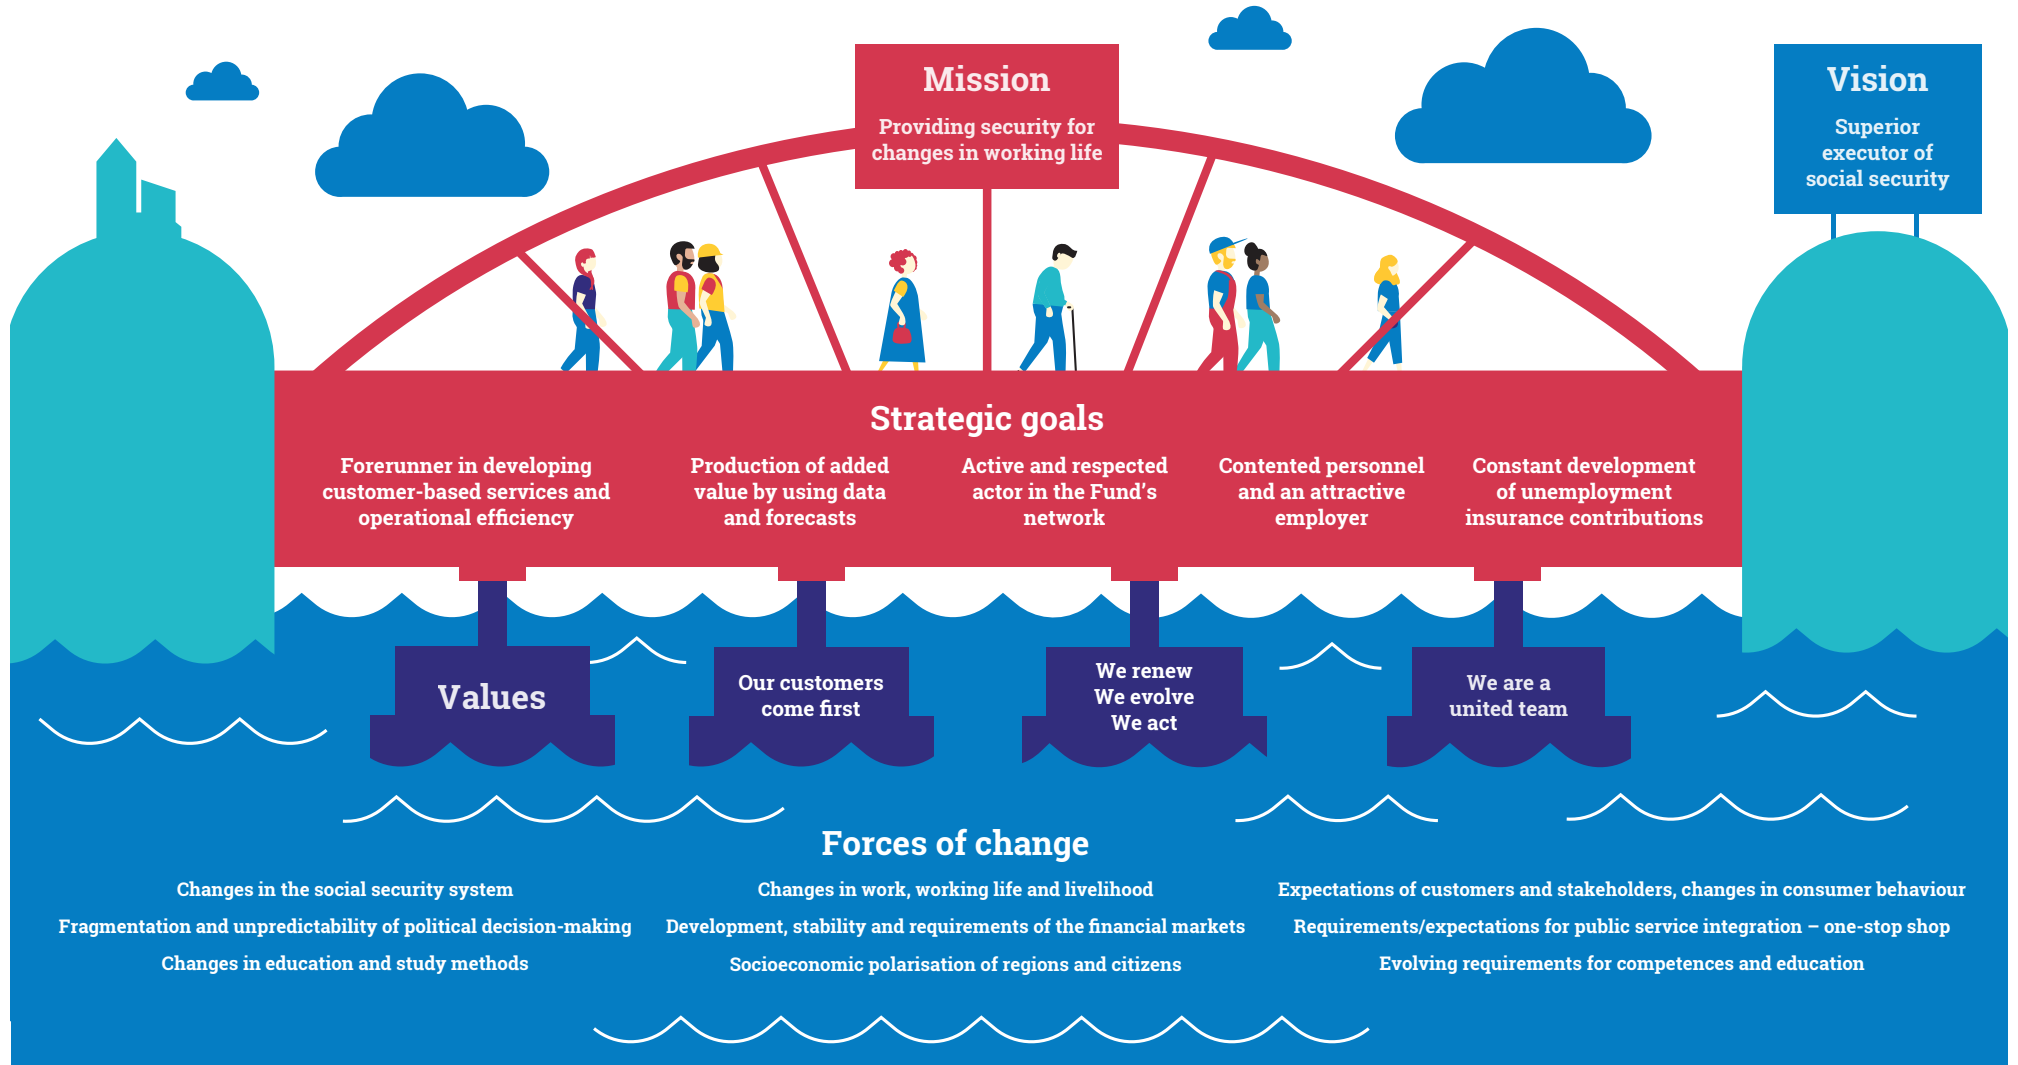 Mission
Providing security for
changes in working life
Vision
Superior
executor of
social security
Strategic goals
Forerunner in developing
customer-based services and
operational efficiency
Production of added
value by using data
and forecasts
Active and respected
actor in the Fund’s
network
Contented personnel
and an attractive
employer
Constant development
of unemployment
insurance contributions
Values
Our customers
come first
We renew
We evolve
We act
We are a
united team
Forces of change
Changes in the social security system
Fragmentation and unpredictability of political decision-making
Changes in education and study methods
Changes in work, working life and livelihood
Development, stability and requirements of the financial markets
Socioeconomic polarisation of regions and citizens
Expectations of customers and stakeholders, changes in consumer behaviour
Requirements/expectations for public service integration – one-stop shop
Evolving requirements for competences and education